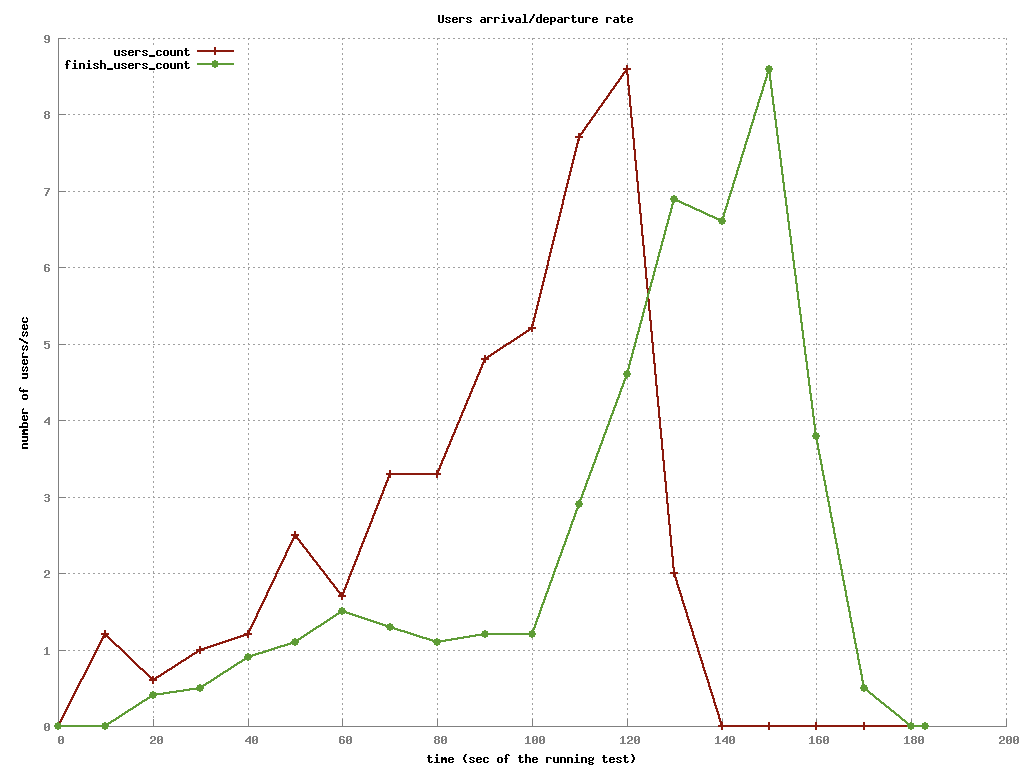 Users arrival/departure rate
users_count
finish_users_count
9
8
7
6
5
4
3
2
1
0
number of users/sec
0 20 40 60 80 100 120 140 160 180 200
time (sec of the running test)